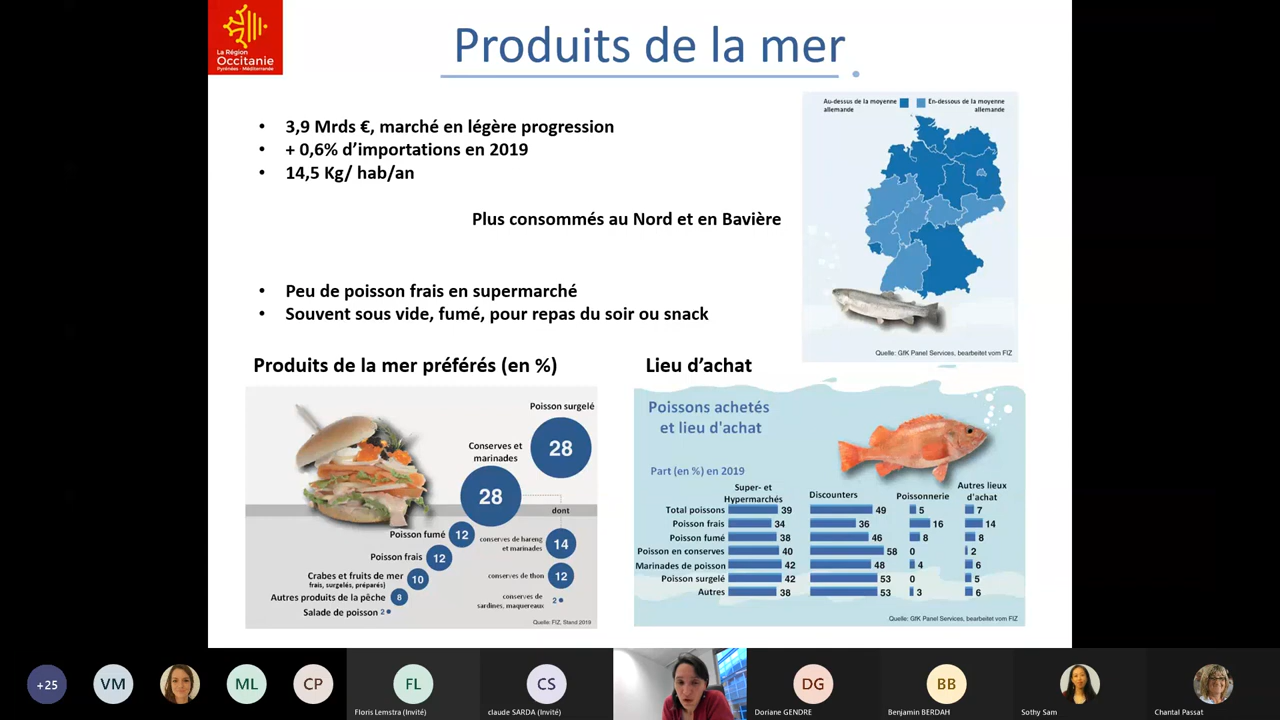 La Région
Occitanie
Pyrénées - Méditerranée
Produits de la mer
• 3,9 Mrds €, marché en légère progression
• + 0,6% d'importations en 2019
• 14,5 Kg/ hab/an
Plus consommés au Nord et en Bavière
• Peu de poisson frais en supermarché
• Souvent sous vide, fumé, pour repas du soir ou snack
Au-dessus de la moyenne
allemande
En-dessous de la moyenne
allemande
Quelle: GfK Panel Services, bearbeitet vom FIZ
Produits de la mer préférés (en %)
Poisson surgelé
28
Conserves et
marinades
28
dont
Poisson fumé 12
conserves de hareng
et marinades
14
Poisson frais 12
conserves de thon 12
Crabes et fruits de mer
frais, surgelés, préparés)
10
Autres produits de la pêche 8
conserves de
sardines, maquereaux
2
Salade de poisson 2
Quelle: FIZ, Stand 2019
Lieu d'achat
Poissons achetés
et lieu d'achat
Part (en %) en 2019
Super- et
Hypermarchés
Discounters
Poissonnerie
Autres lieux
d'achat
Total poissons 39 49 5 7
Poisson frais 34 36 16 14
Poisson fumé 38 46 8 8
Poisson en conserves 40 58 0 2
Marinades de poisson 42 48 4 6
Poisson surgelé 42 53 0 5
Autres 38 53 3 6
Quelle: GfK Panel Services, bearbeitet vom FIZ
+25
VM
ML
CP
FL
Floris Lemstra (Invité)
CS
claude SARDA (Invité)
DG
Doriane GENDRE
BB
Benjamin BERDAH
Sothy Sam
Chantal Passat